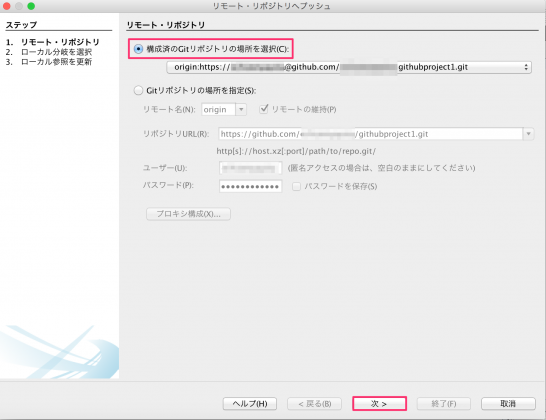 リモート・リポジトリへプッシュ
ステップ
1. リモート・リポジトリ
2. ローカル分岐を選択
3. ローカル参照を更新
リモート・リポジトリ
構成済のGitリポジトリの場所を選択(C):
origin:https://@github.com/githubproject1.git
Gitリポジトリの場所を指定(S):
リモート名(N): origin リモートの維持(P)
リポジトリURL(R): https://github.com//githubproject1.git
http[s]://host.xz[:port]/path/to/repo.git/
ユーザー(U): (匿名アクセスの場合は、空白のままにしてください)
パスワード(P): ●●●●●●●●●●●● パスワードを保存(S)
プロキシ構成(X)...
ヘルプ(H) < 戻る(B) 次 > 終了(F) 取消